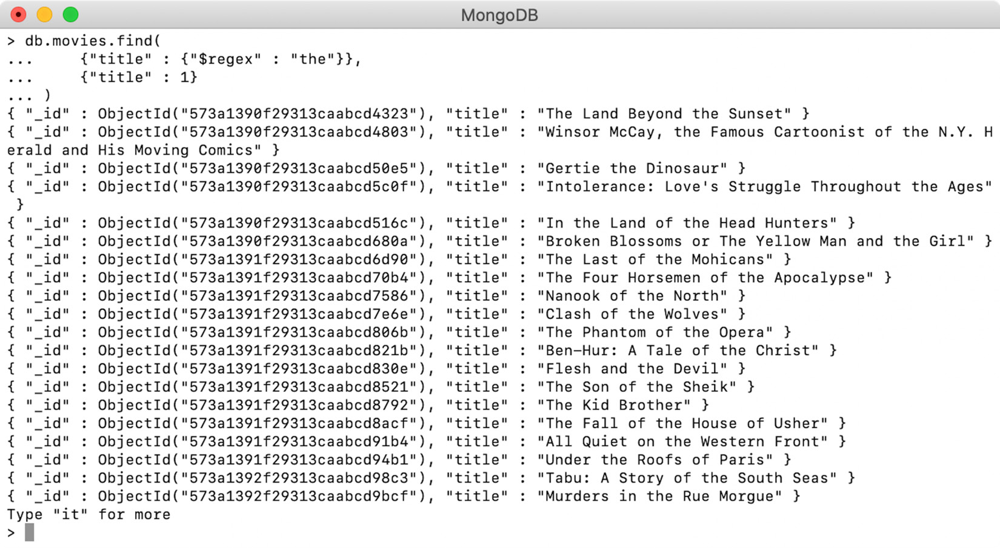 MongoDB
> db.movies.find(
...     {"title" : {"$regex" : "the"}},
...     {"title" : 1}
... )
{ "_id" : ObjectId("573a1390f29313caabcd4323"), "title" : "The Land Beyond the Sunset" }
{ "_id" : ObjectId("573a1390f29313caabcd4803"), "title" : "Winsor McCay, the Famous Cartoonist of the N.Y. H
erald and His Moving Comics" }
{ "_id" : ObjectId("573a1390f29313caabcd50e5"), "title" : "Gertie the Dinosaur" }
{ "_id" : ObjectId("573a1390f29313caabcd5c0f"), "title" : "Intolerance: Love's Struggle Throughout the Ages"
 }
{ "_id" : ObjectId("573a1390f29313caabcd516c"), "title" : "In the Land of the Head Hunters" }
{ "_id" : ObjectId("573a1390f29313caabcd680a"), "title" : "Broken Blossoms or The Yellow Man and the Girl" }
{ "_id" : ObjectId("573a1391f29313caabcd6d90"), "title" : "The Last of the Mohicans" }
{ "_id" : ObjectId("573a1391f29313caabcd70b4"), "title" : "The Four Horsemen of the Apocalypse" }
{ "_id" : ObjectId("573a1391f29313caabcd7586"), "title" : "Nanook of the North" }
{ "_id" : ObjectId("573a1391f29313caabcd7e6e"), "title" : "Clash of the Wolves" }
{ "_id" : ObjectId("573a1391f29313caabcd806b"), "title" : "The Phantom of the Opera" }
{ "_id" : ObjectId("573a1391f29313caabcd821b"), "title" : "Ben-Hur: A Tale of the Christ" }
{ "_id" : ObjectId("573a1391f29313caabcd830e"), "title" : "Flesh and the Devil" }
{ "_id" : ObjectId("573a1391f29313caabcd8521"), "title" : "The Son of the Sheik" }
{ "_id" : ObjectId("573a1391f29313caabcd8792"), "title" : "The Kid Brother" }
{ "_id" : ObjectId("573a1391f29313caabcd8acf"), "title" : "The Fall of the House of Usher" }
{ "_id" : ObjectId("573a1391f29313caabcd91b4"), "title" : "All Quiet on the Western Front" }
{ "_id" : ObjectId("573a1391f29313caabcd94b1"), "title" : "Under the Roofs of Paris" }
{ "_id" : ObjectId("573a1392f29313caabcd98c3"), "title" : "Tabu: A Story of the South Seas" }
{ "_id" : ObjectId("573a1392f29313caabcd9bcf"), "title" : "Murders in the Rue Morgue" }
Type "it" for more
>